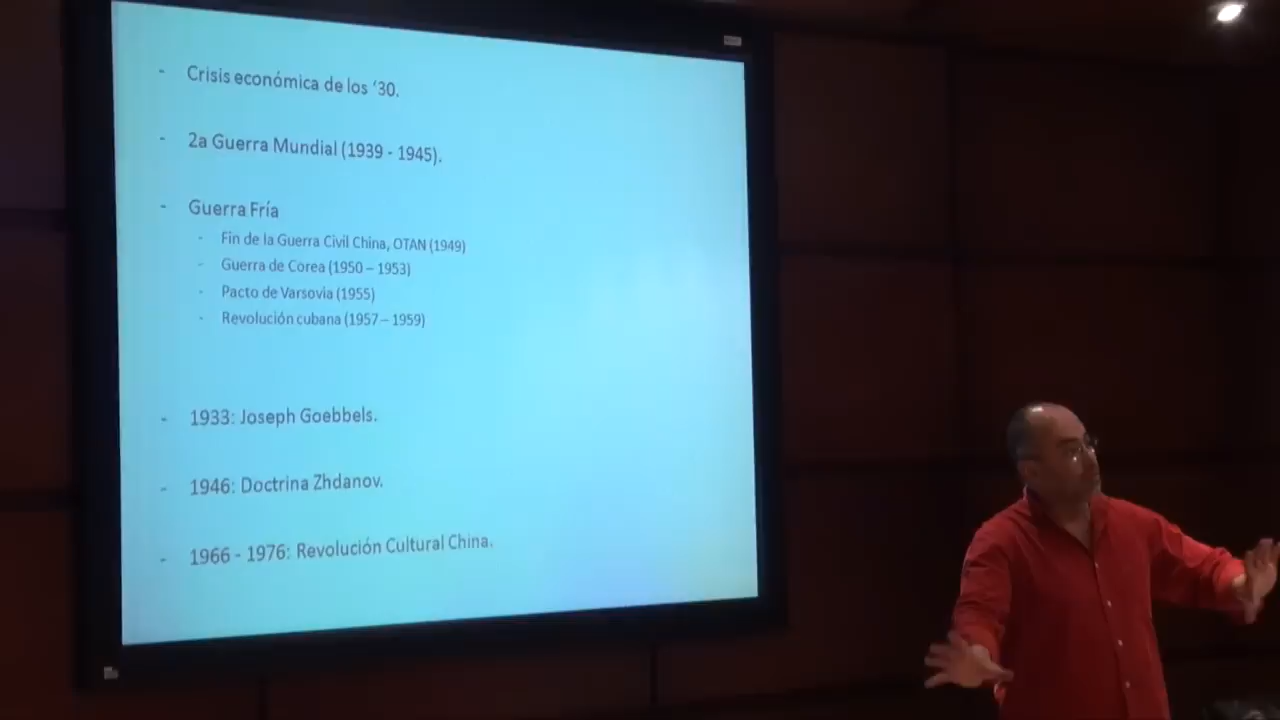 - Crisis económica de los ‘30.
- 2a Guerra Mundial (1939 - 1945).
- Guerra Fría
- Fin de la Guerra Civil China, OTAN (1949)
- Guerra de Corea (1950 – 1953)
- Pacto de Varsovia (1955)
- Revolución cubana (1957 – 1959)
- 1933: Joseph Goebbels.
- 1946: Doctrina Zhdanov.
- 1966 - 1976: Revolución Cultural China.